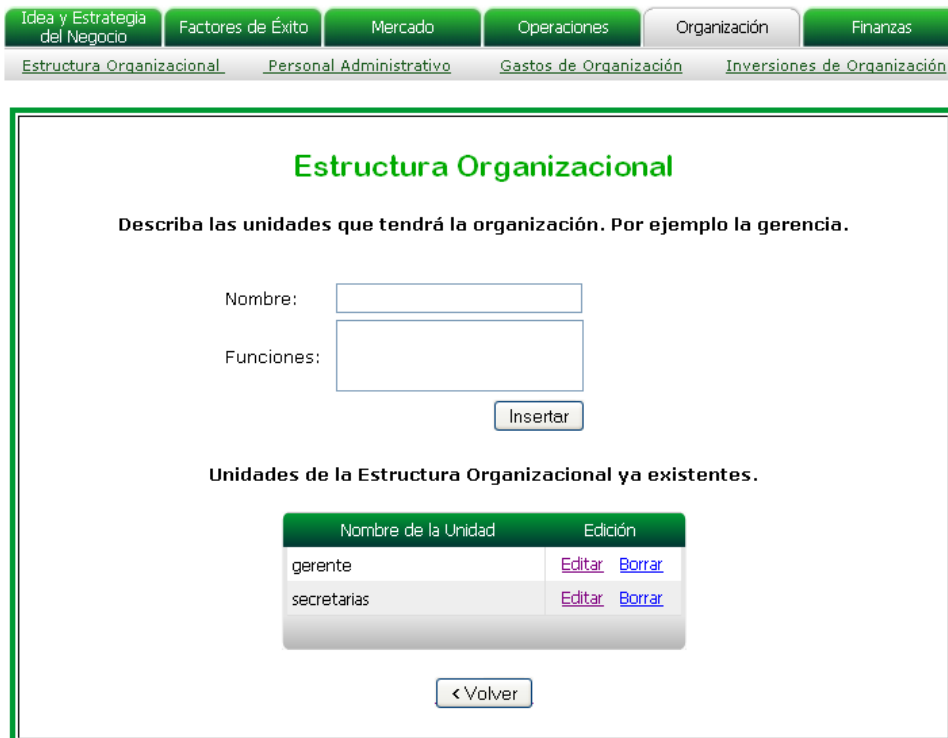 Idea y Estrategia
del Negocio
Factores de Éxito
Mercado
Operaciones
Organización
Finanzas
Estructura Organizacional
Personal Administrativo
Gastos de Organización
Inversiones de Organización
Estructura Organizacional
Describa las unidades que tendrá la organización. Por ejemplo la gerencia.
Nombre:
Funciones:
Insertar
Unidades de la Estructura Organizacional ya existentes.
Nombre de la Unidad Edición
gerente Editar Borrar
secretarias Editar Borrar
< Volver